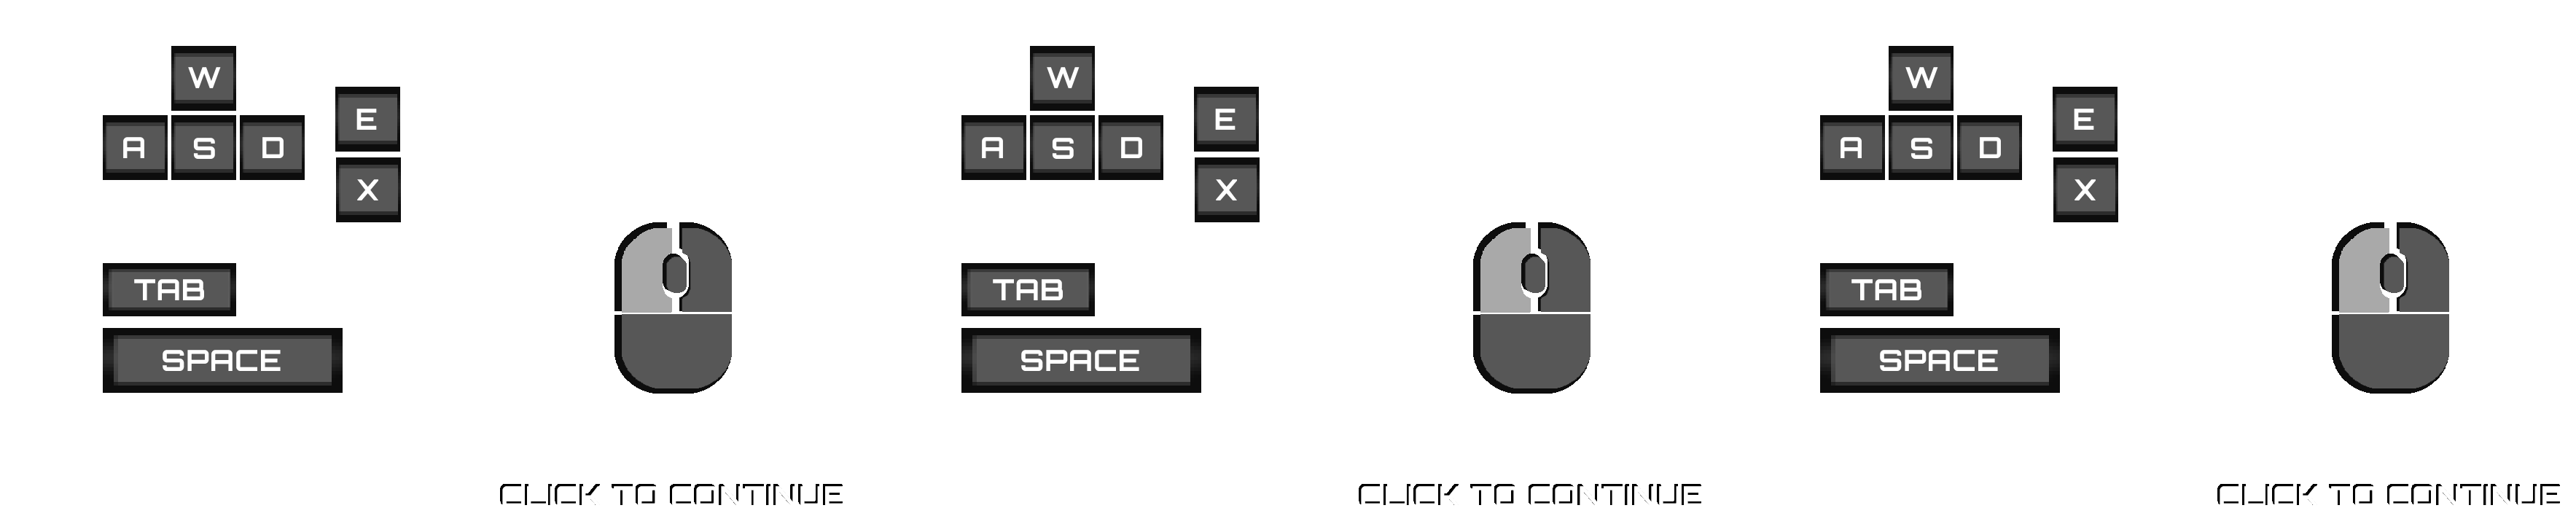 W W W
E E E
A S D A S D A S D
X X X
TAB TAB TAB
SPACE SPACE SPACE
CLICK TO CONTINUE CLICK TO CONTINUE CLICK TO CONTINUE